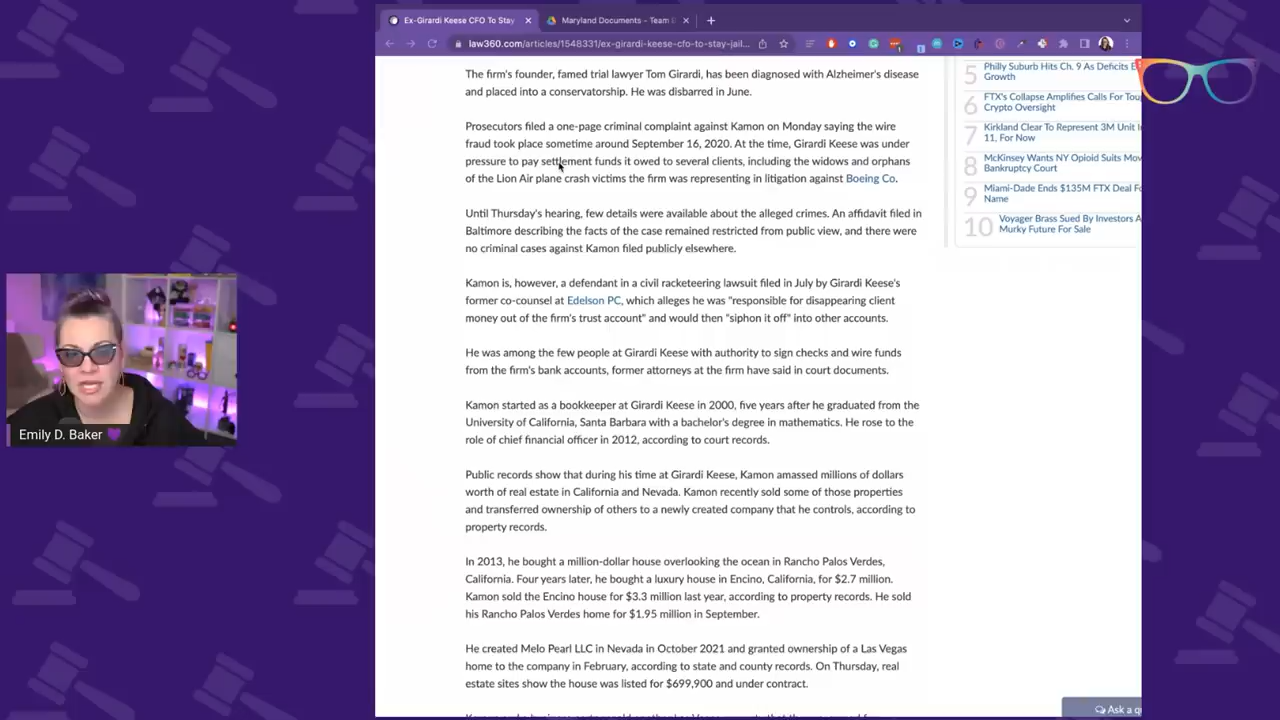 Ex-Girardi Keese CFO To Stay
Maryland Documents - Team D
law360.com/articles/1548331/ex-girardi-keese-cfo-to-stay-jail...
The firm's founder, famed trial lawyer Tom Girardi, has been diagnosed with Alzheimer's disease
and placed into a conservatorship. He was disbarred in June.
Prosecutors filed a one-page criminal complaint against Kamon on Monday saying the wire
fraud took place sometime around September 16, 2020. At the time, Girardi Keese was under
pressure to pay settlement funds it owed to several clients, including the widows and orphans
of the Lion Air plane crash victims the firm was representing in litigation against Boeing Co.
Until Thursday's hearing, few details were available about the alleged crimes. An affidavit filed in
Baltimore describing the facts of the case remained restricted from public view, and there were
no criminal cases against Kamon filed publicly elsewhere.
Kamon is, however, a defendant in a civil racketeering lawsuit filed in July by Girardi Keese's
former co-counsel at Edelson PC, which alleges he was "responsible for disappearing client
money out of the firm's trust account" and would then "siphon it off" into other accounts.
He was among the few people at Girardi Keese with authority to sign checks and wire funds
from the firm's bank accounts, former attorneys at the firm have said in court documents.
Kamon started as a bookkeeper at Girardi Keese in 2000, five years after he graduated from the
University of California, Santa Barbara with a bachelor's degree in mathematics. He rose to the
role of chief financial officer in 2012, according to court records.
Public records show that during his time at Girardi Keese, Kamon amassed millions of dollars
worth of real estate in California and Nevada. Kamon recently sold some of those properties
and transferred ownership of others to a newly created company that he controls, according to
property records.
In 2013, he bought a million-dollar house overlooking the ocean in Rancho Palos Verdes,
California. Four years later, he bought a luxury house in Encino, California, for $2.7 million.
Kamon sold the Encino house for $3.3 million last year, according to property records. He sold
his Rancho Palos Verdes home for $1.95 million in September.
He created Melo Pearl LLC in Nevada in October 2021 and granted ownership of a Las Vegas
home to the company in February, according to state and county records. On Thursday, real
estate sites show the house was listed for $699,900 and under contract.
5 Philly Suburb Hits Ch. 9 As Deficits E
Growth
6 FTX's Collapse Amplifies Calls For Tou
Crypto Oversight
7 Kirkland Clear To Represent 3M Unit I
11, For Now
8 McKinsey Wants NY Opioid Suits Mov
Bankruptcy Court
9 Miami-Dade Ends $135M FTX Deal Fo
Name
10 Voyager Brass Sued By Investors A
Murky Future For Sale
Ask a qu
Emily D. Baker 💜